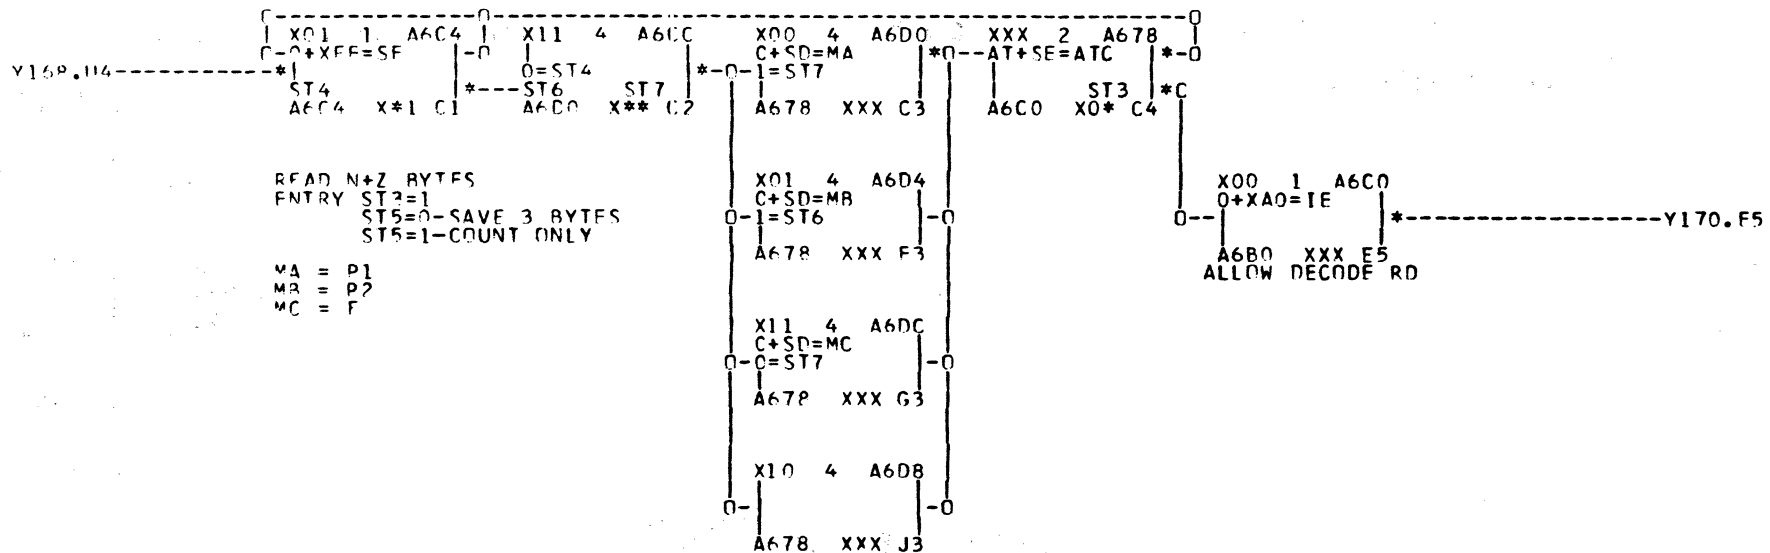 X01 1 A6C4 X11 4 A6CC X00 4 A6D0 XXX 2 A678
0+XFF=SF C+SD=MA AT+SE=ATC
Y168.U4 0=ST4 1=ST7
ST4 ST6 ST7 ST3
A6C4 X*1 C1 A6D0 X** C2 A678 XXX C3 A6C0 X0* C4
READ N+Z BYTES X01 4 A6D4 X00 1 A6C0
ENTRY ST3=1 C+SD=MB 0+XA0=IE
ST5=0-SAVE 3 BYTES 1=ST6 Y170.F5
ST5=1-COUNT ONLY
A678 XXX F3 A6B0 XXX E5
MA = P1 ALLOW DECODE RD
MB = P2
MC = F
X11 4 A6DC
C+SD=MC
0=ST7
A678 XXX G3
X10 4 A6D8
A678 XXX J3